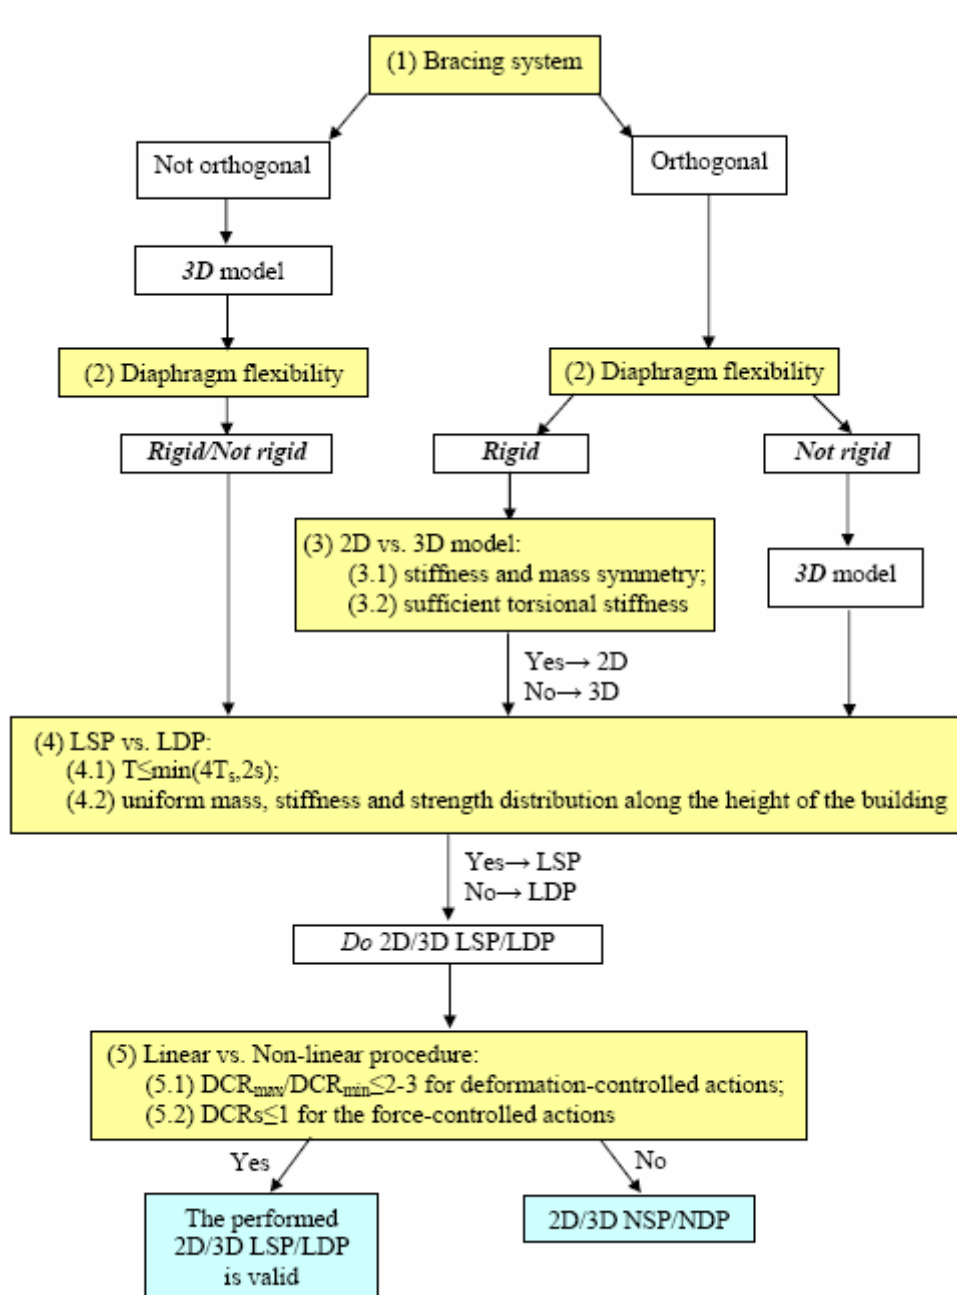 (1) Bracing system
Not orthogonal
Orthogonal
3D model
(2) Diaphragm flexibility
(2) Diaphragm flexibility
Rigid/Not rigid
Rigid
Not rigid
(3) 2D vs. 3D model:
(3.1) stiffness and mass symmetry;
(3.2) sufficient torsional stiffness
3D model
Yes→ 2D
No→ 3D
(4) LSP vs. LDP:
(4.1) T≤min(4Ts,2s);
(4.2) uniform mass, stiffness and strength distribution along the height of the building
Yes→ LSP
No→ LDP
Do 2D/3D LSP/LDP
(5) Linear vs. Non-linear procedure:
(5.1) DCRmax/DCRmin≤2-3 for deformation-controlled actions;
(5.2) DCRs≤1 for the force-controlled actions
Yes
No
The performed
2D/3D LSP/LDP
is valid
2D/3D NSP/NDP